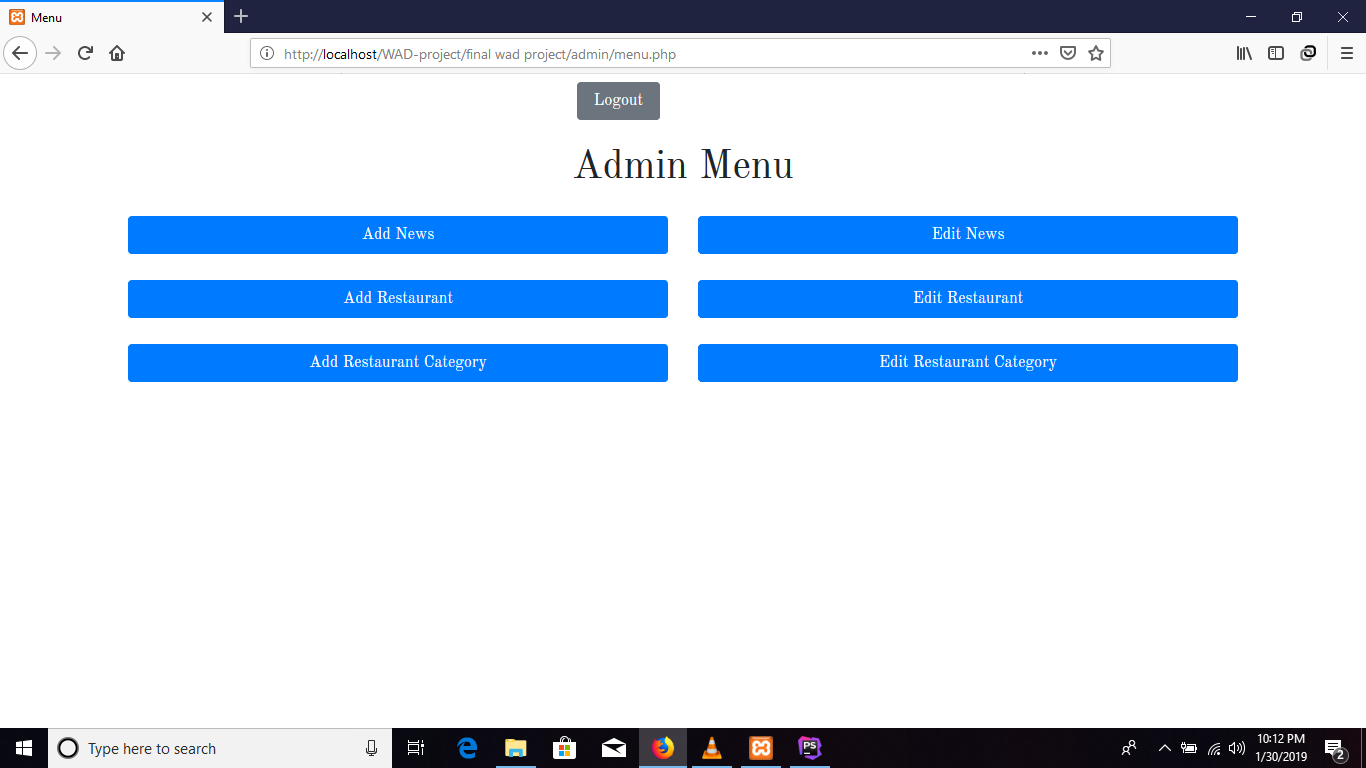 Menu
http://localhost/WAD-project/final wad project/admin/menu.php
Logout
Admin Menu
Add News
Edit News
Add Restaurant
Edit Restaurant
Add Restaurant Category
Edit Restaurant Category
Type here to search
PS
10:12 PM
1/30/2019
2